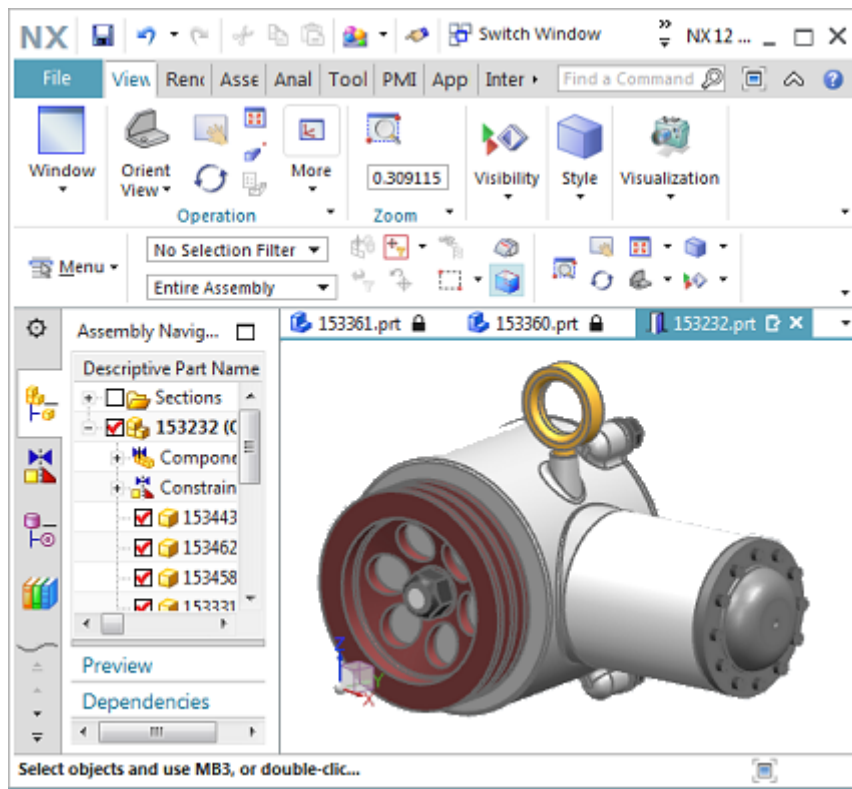 NX Switch Window NX 12 ...
File View Rend Asse Anal Tool PMI App Inter Find a Command
Window Orient View More 0.309115 Visibility Style Visualization
Operation Zoom
Menu No Selection Filter
Entire Assembly
Assembly Navig... 153361.prt 153360.prt 153232.prt
Descriptive Part Name
Sections
153232 (C
Compone
Constrain
153443
153462
153458
153331
Preview
Dependencies
Z
Y
X
Select objects and use MB3, or double-clic...